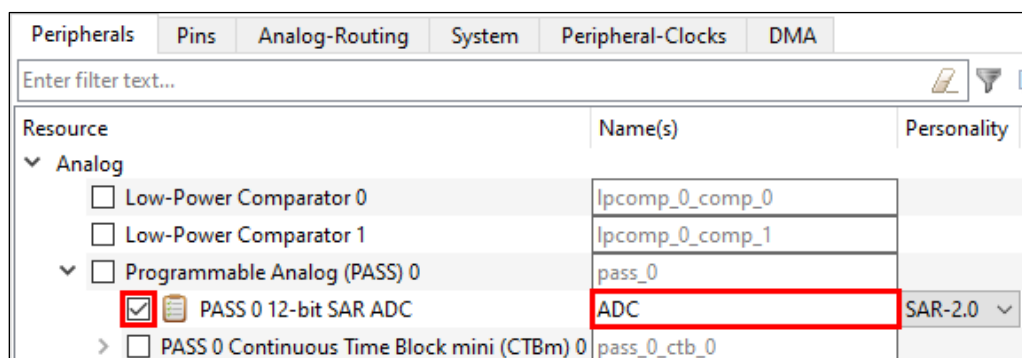 Peripherals Pins Analog-Routing System Peripheral-Clocks DMA
Enter filter text...
Resource Name(s) Personality
Analog
Low-Power Comparator 0 lpcomp_0_comp_0
Low-Power Comparator 1 lpcomp_0_comp_1
Programmable Analog (PASS) 0 pass_0
PASS 0 12-bit SAR ADC ADC SAR-2.0
PASS 0 Continuous Time Block mini (CTBm) 0 pass_0_ctb_0